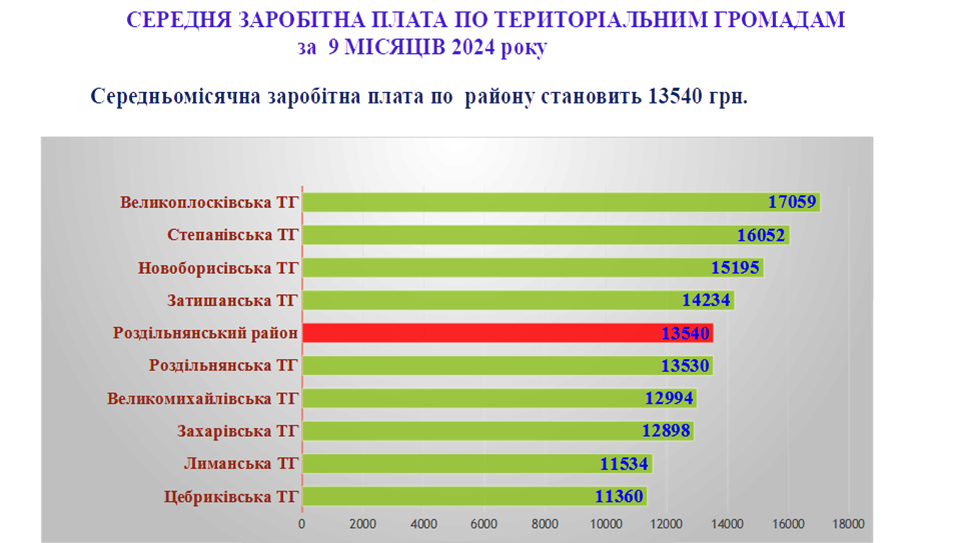 СЕРЕДНЯ ЗАРОБІТНА ПЛАТА ПО ТЕРИТОРІАЛЬНИМ ГРОМАДАМ
за 9 МІСЯЦІВ 2024 року
Середньомісячна заробітна плата по району становить 13540 грн.
Великоплосківська ТГ 17059
Степанівська ТГ 16052
Новоборисівська ТГ 15195
Затишанська ТГ 14234
Роздільнянський район 13540
Роздільнянська ТГ 13530
Великомихайлівська ТГ 12994
Захарівська ТГ 12898
Лиманська ТГ 11534
Цебриківська ТГ 11360
0 2000 4000 6000 8000 10000 12000 14000 16000 18000